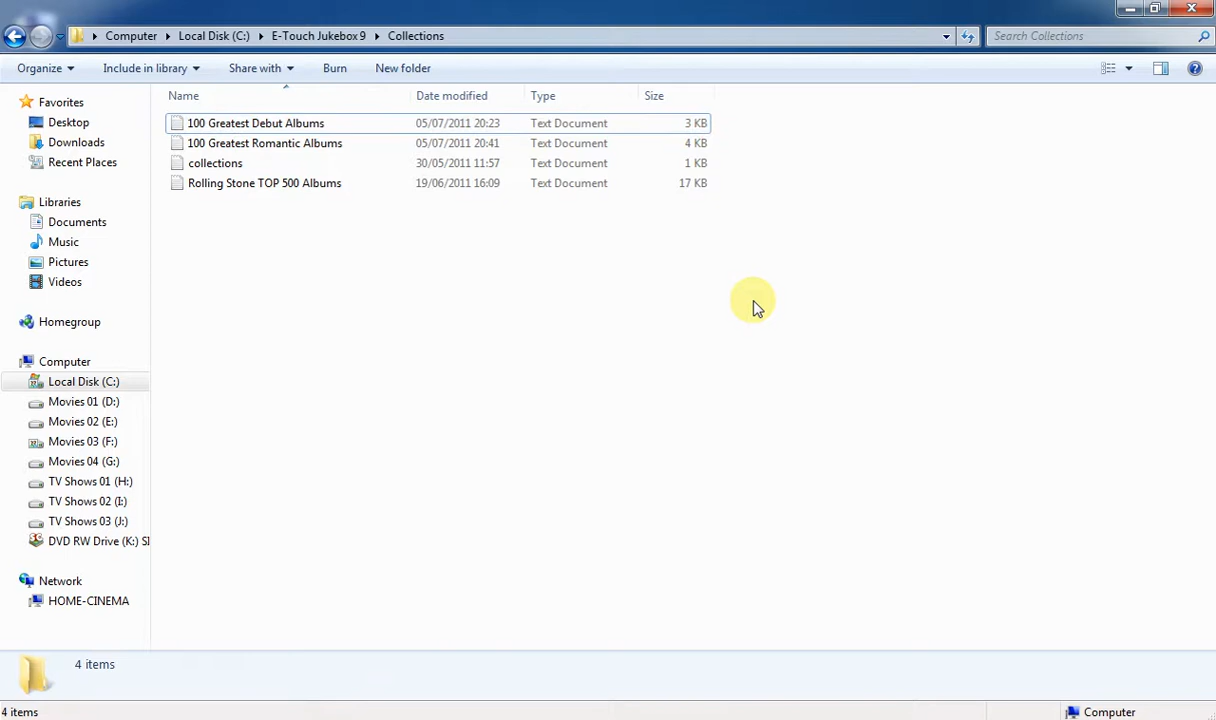 Computer Local Disk (C:) E-Touch Jukebox 9 Collections Search Collections
Organize Include in library Share with Burn New folder
Name Date modified Type Size
Favorites
Desktop
Downloads
Recent Places
Libraries
Documents
Music
Pictures
Videos
Homegroup
Computer
Local Disk (C:)
Movies 01 (D:)
Movies 02 (E:)
Movies 03 (F:)
Movies 04 (G:)
TV Shows 01 (H:)
TV Shows 02 (I:)
TV Shows 03 (J:)
DVD RW Drive (K:) SI
Network
HOME-CINEMA
100 Greatest Debut Albums 05/07/2011 20:23 Text Document 3 KB
100 Greatest Romantic Albums 05/07/2011 20:41 Text Document 4 KB
collections 30/05/2011 11:57 Text Document 1 KB
Rolling Stone TOP 500 Albums 19/06/2011 16:09 Text Document 17 KB
4 items
4 items Computer